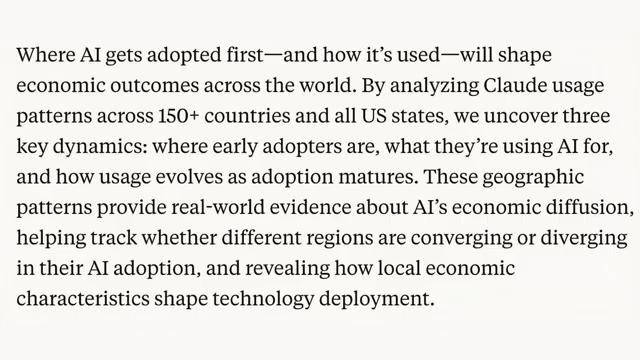 Where AI gets adopted first—and how it’s used—will shape
economic outcomes across the world. By analyzing Claude usage
patterns across 150+ countries and all US states, we uncover three
key dynamics: where early adopters are, what they’re using AI for,
and how usage evolves as adoption matures. These geographic
patterns provide real-world evidence about AI’s economic diffusion,
helping track whether different regions are converging or diverging
in their AI adoption, and revealing how local economic
characteristics shape technology deployment.